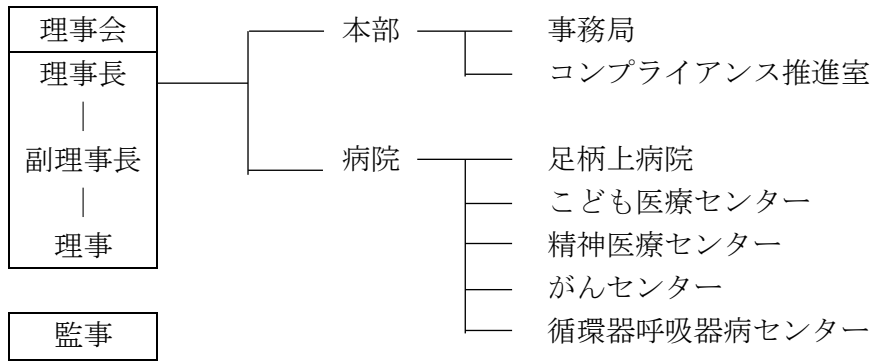 理事会
理事長
|
副理事長
|
理事
監事
本部
事務局
コンプライアンス推進室
病院
足柄上病院
こども医療センター
精神医療センター
がんセンター
循環器呼吸器病センター